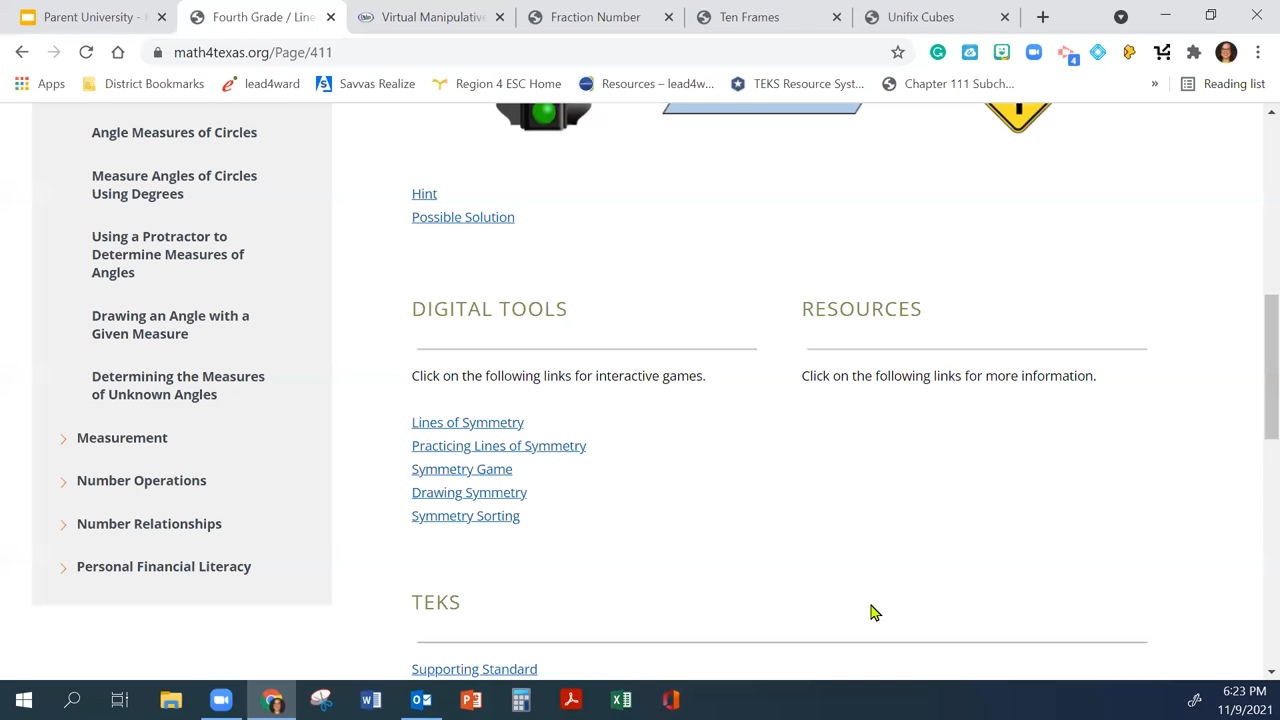 Parent University -
Fourth Grade / Line
Virtual Manipulative
Fraction Number
Ten Frames
Unifix Cubes
math4texas.org/Page/411
4
Apps
District Bookmarks
lead4ward
Savvas Realize
Region 4 ESC Home
Resources – lead4w...
TEKS Resource Syst...
Chapter 111 Subch...
»
Reading list
Angle Measures of Circles
Measure Angles of Circles
Using Degrees
Using a Protractor to
Determine Measures of
Angles
Drawing an Angle with a
Given Measure
Determining the Measures
of Unknown Angles
Measurement
Number Operations
Number Relationships
Personal Financial Literacy
Hint
Possible Solution
DIGITAL TOOLS
Click on the following links for interactive games.
Lines of Symmetry
Practicing Lines of Symmetry
Symmetry Game
Drawing Symmetry
Symmetry Sorting
RESOURCES
Click on the following links for more information.
TEKS
Supporting Standard
6:23 PM
11/9/2021